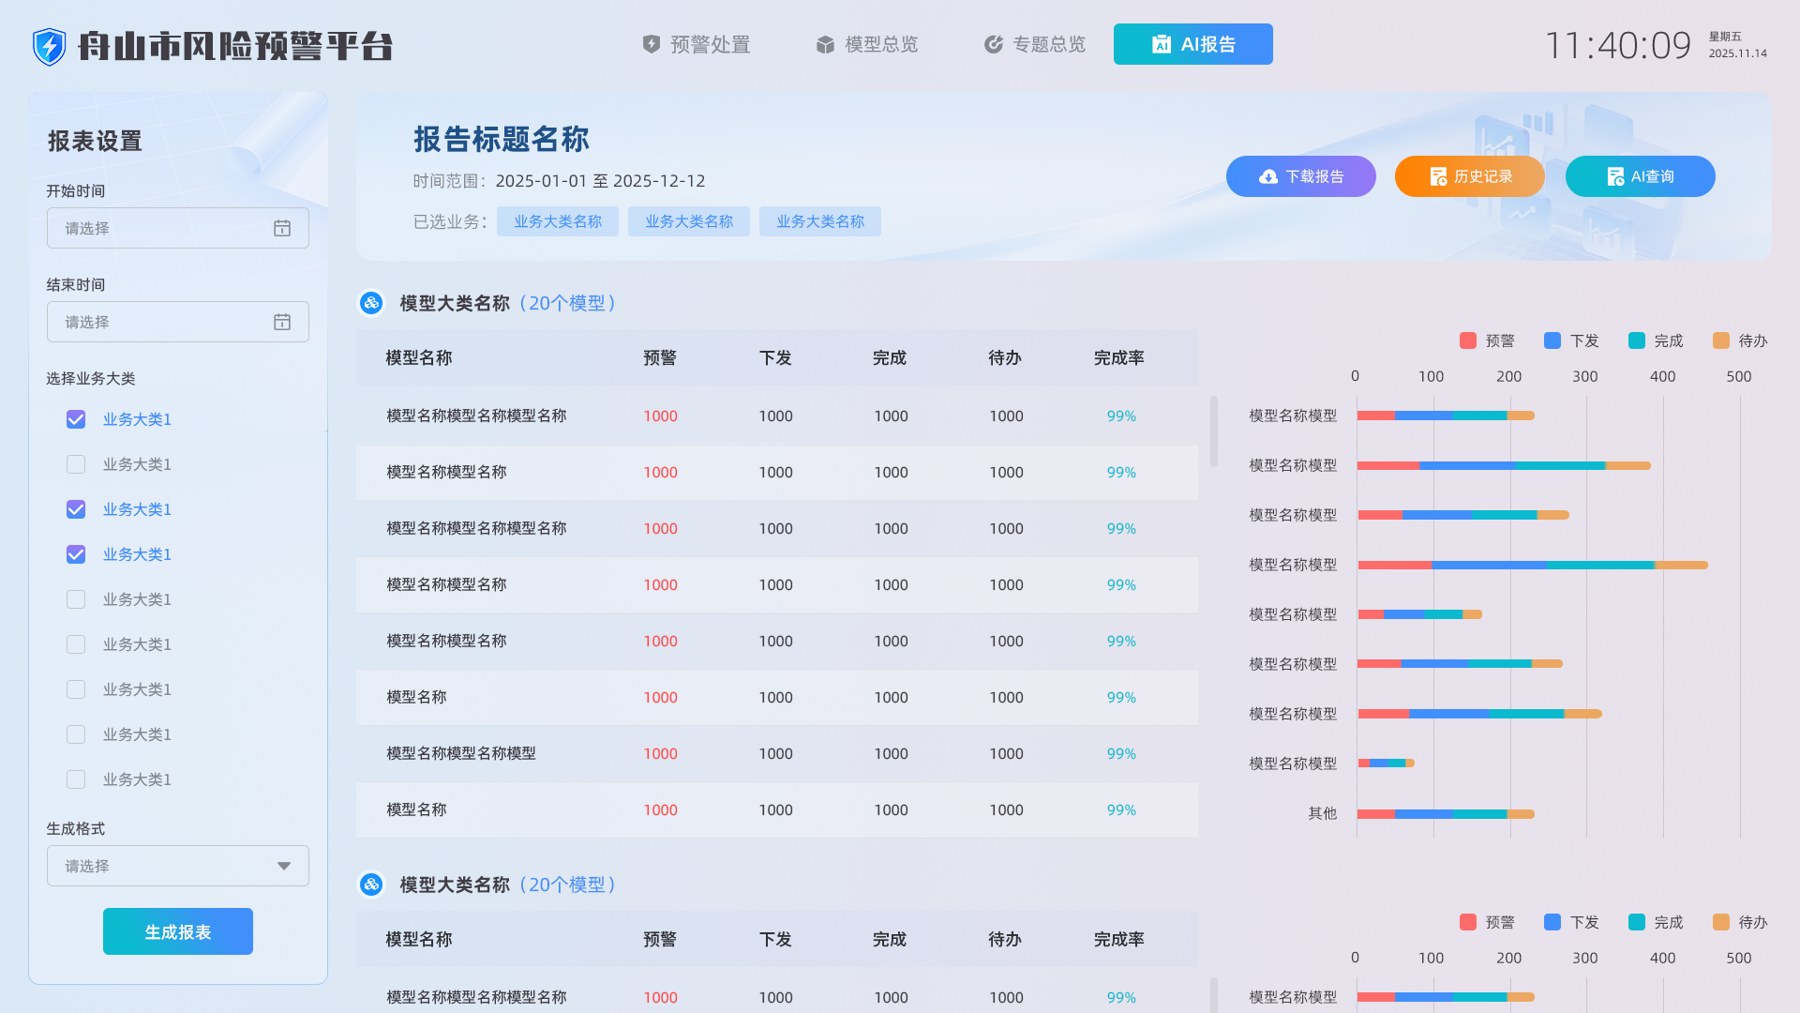 舟山市风险预警平台
预警处置
模型总览
专题总览
AI报告
11:40:09
星期五
2025.11.14
报表设置
开始时间
请选择
结束时间
请选择
选择业务大类
业务大类1
业务大类1
业务大类1
业务大类1
业务大类1
业务大类1
业务大类1
业务大类1
业务大类1
生成格式
请选择
生成报表
报告标题名称
时间范围：2025-01-01 至 2025-12-12
已选业务：业务大类名称 业务大类名称 业务大类名称
下载报告
历史记录
AI查询
模型大类名称（20个模型）
模型名称 预警 下发 完成 待办 完成率
模型名称模型名称模型名称 1000 1000 1000 1000 99%
模型名称模型名称 1000 1000 1000 1000 99%
模型名称模型名称模型名称 1000 1000 1000 1000 99%
模型名称模型名称 1000 1000 1000 1000 99%
模型名称模型名称 1000 1000 1000 1000 99%
模型名称 1000 1000 1000 1000 99%
模型名称模型名称模型 1000 1000 1000 1000 99%
模型名称 1000 1000 1000 1000 99%
预警 下发 完成 待办
0 100 200 300 400 500
模型名称模型
模型名称模型
模型名称模型
模型名称模型
模型名称模型
模型名称模型
模型名称模型
模型名称模型
其他
模型大类名称（20个模型）
模型名称 预警 下发 完成 待办 完成率
模型名称模型名称模型名称 1000 1000 1000 1000 99%
预警 下发 完成 待办
0 100 200 300 400 500
模型名称模型